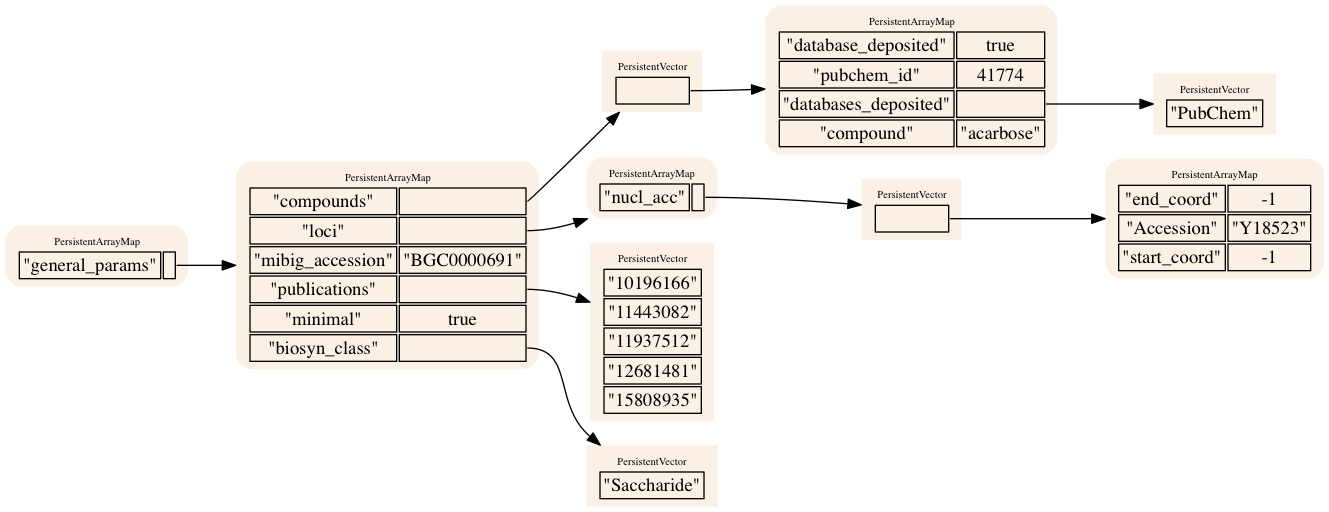 PersistentArrayMap
"general_params"
PersistentArrayMap
"compounds"
"loci"
"mibig_accession" "BGC0000691"
"publications"
"minimal" true
"biosyn_class"
PersistentVector
PersistentArrayMap
"database_deposited" true
"pubchem_id" 41774
"databases_deposited"
"compound" "acarbose"
PersistentVector
"PubChem"
PersistentArrayMap
"nucl_acc"
PersistentVector
PersistentArrayMap
"end_coord" -1
"Accession" "Y18523"
"start_coord" -1
PersistentVector
"10196166"
"11443082"
"11937512"
"12681481"
"15808935"
PersistentVector
"Saccharide"